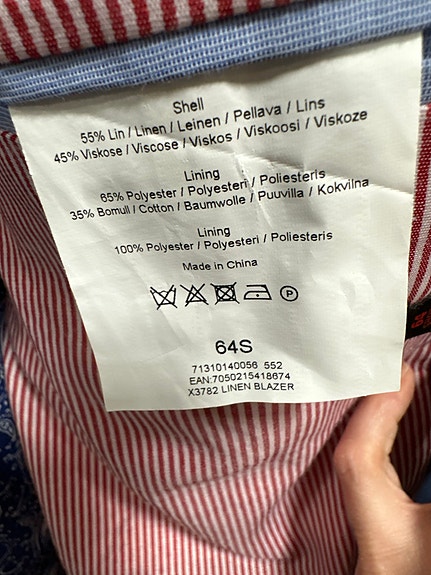 Shell
55% Lin / Linen / Leinen / Pellava / Lins
45% Viskose / Viscose / Viskos / Viskoosi / Viskoze
Lining
65% Polyester / Polyesteri / Poliesteris
35% Bomull / Cotton / Baumwolle / Puuvilla / Kokvilna
Lining
100% Polyester / Polyesteri / Poliesteris
Made in China
P
64S
71310140056 552
EAN:7050215418674
X3782 LINEN BLAZER